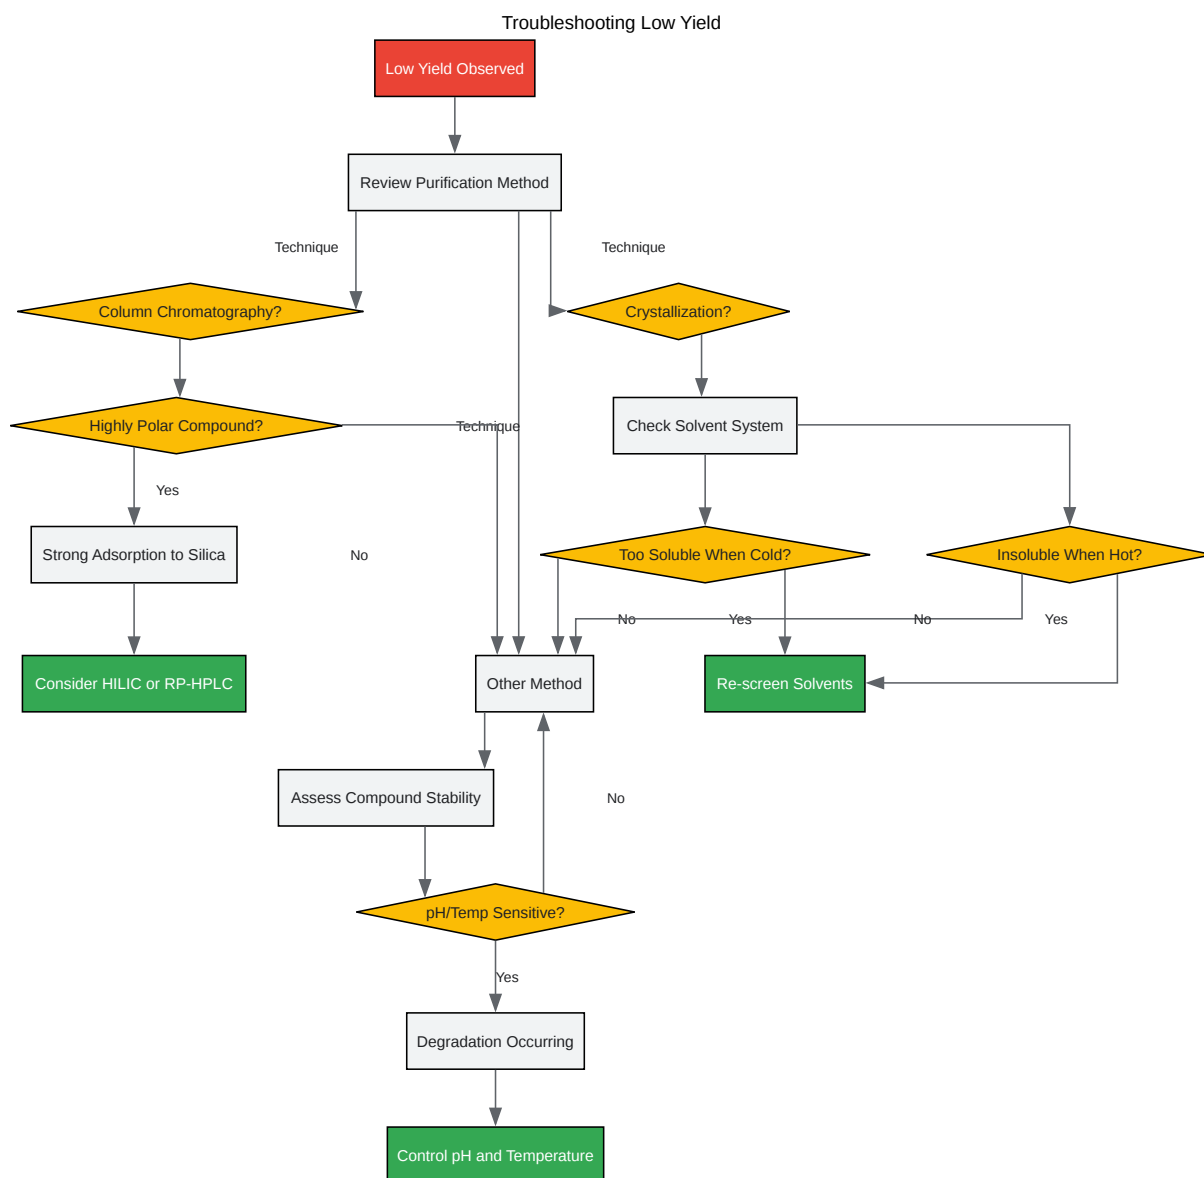 Troubleshooting Low Yield
Low Yield Observed
Review Purification Method
Technique
Technique
Column Chromatography?
Crystallization?
Highly Polar Compound?
Technique
Check Solvent System
Yes
Strong Adsorption to Silica
No
Too Soluble When Cold?
Insoluble When Hot?
No
Yes
No
Yes
Consider HILIC or RP-HPLC
Other Method
Re-screen Solvents
Assess Compound Stability
No
pH/Temp Sensitive?
Yes
Degradation Occurring
Control pH and Temperature